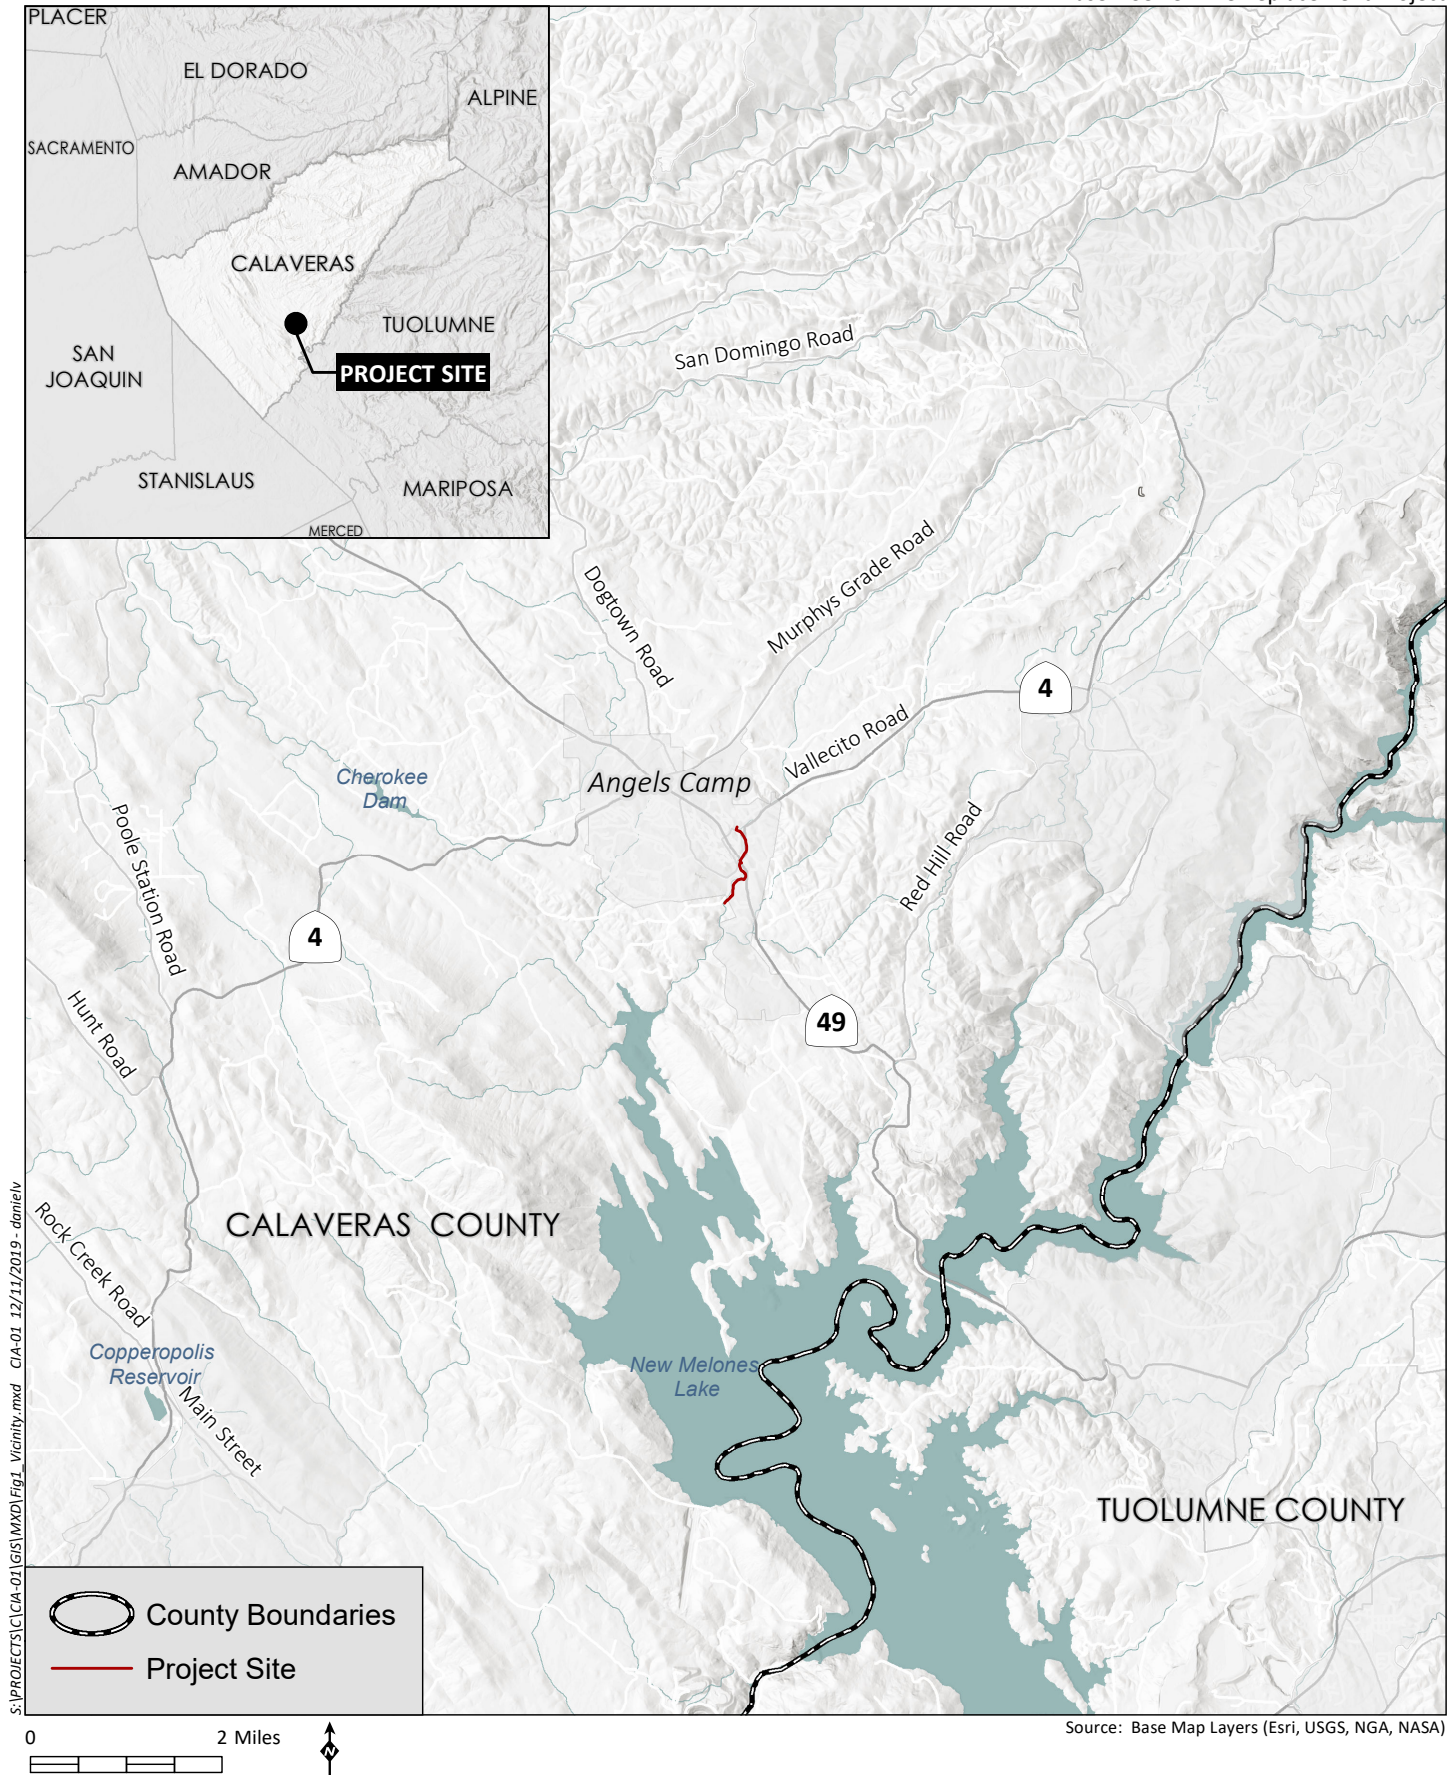 PLACER
EL DORADO
ALPINE
SACRAMENTO
AMADOR
CALAVERAS
TUOLUMNE
SAN
JOAQUIN
PROJECT SITE
STANISLAUS
MARIPOSA
MERCED
San Domingo Road
Dogtown Road
Murphys Grade Road
4
Vallecito Road
Angels Camp
Cherokee
Dam
Poole Station Road
Red Hill Road
4
Hunt Road
49
CALAVERAS COUNTY
Rock Creek Road
Copperopolis
Reservoir
Main Street
New Melones
Lake
TUOLUMNE COUNTY
County Boundaries
Project Site
S:\PROJECTS\C\CIA-01\GIS\MXD\Fig1_Vicinity.mxd CIA-01 12/11/2019 - danielv
0 2 Miles
N
Source: Base Map Layers (Esri, USGS, NGA, NASA)